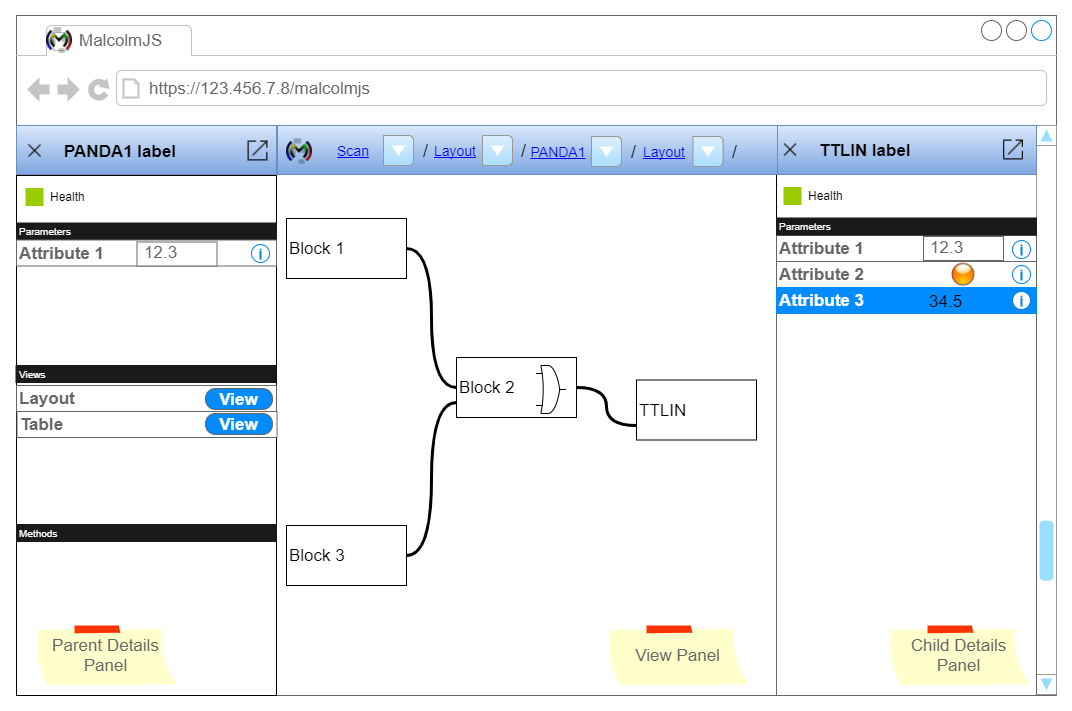 MalcolmJS
https://123.456.7.8/malcolmjs
PANDA1 label
Scan / Layout / PANDA1 / Layout /
TTLIN label
Health
Parameters
Attribute 1 12.3 i
Views
Layout View
Table View
Methods
Parent Details
Panel
Block 1
Block 2
TTLIN
Block 3
View Panel
Health
Parameters
Attribute 1 12.3 i
Attribute 2 i
Attribute 3 34.5 i
Child Details
Panel